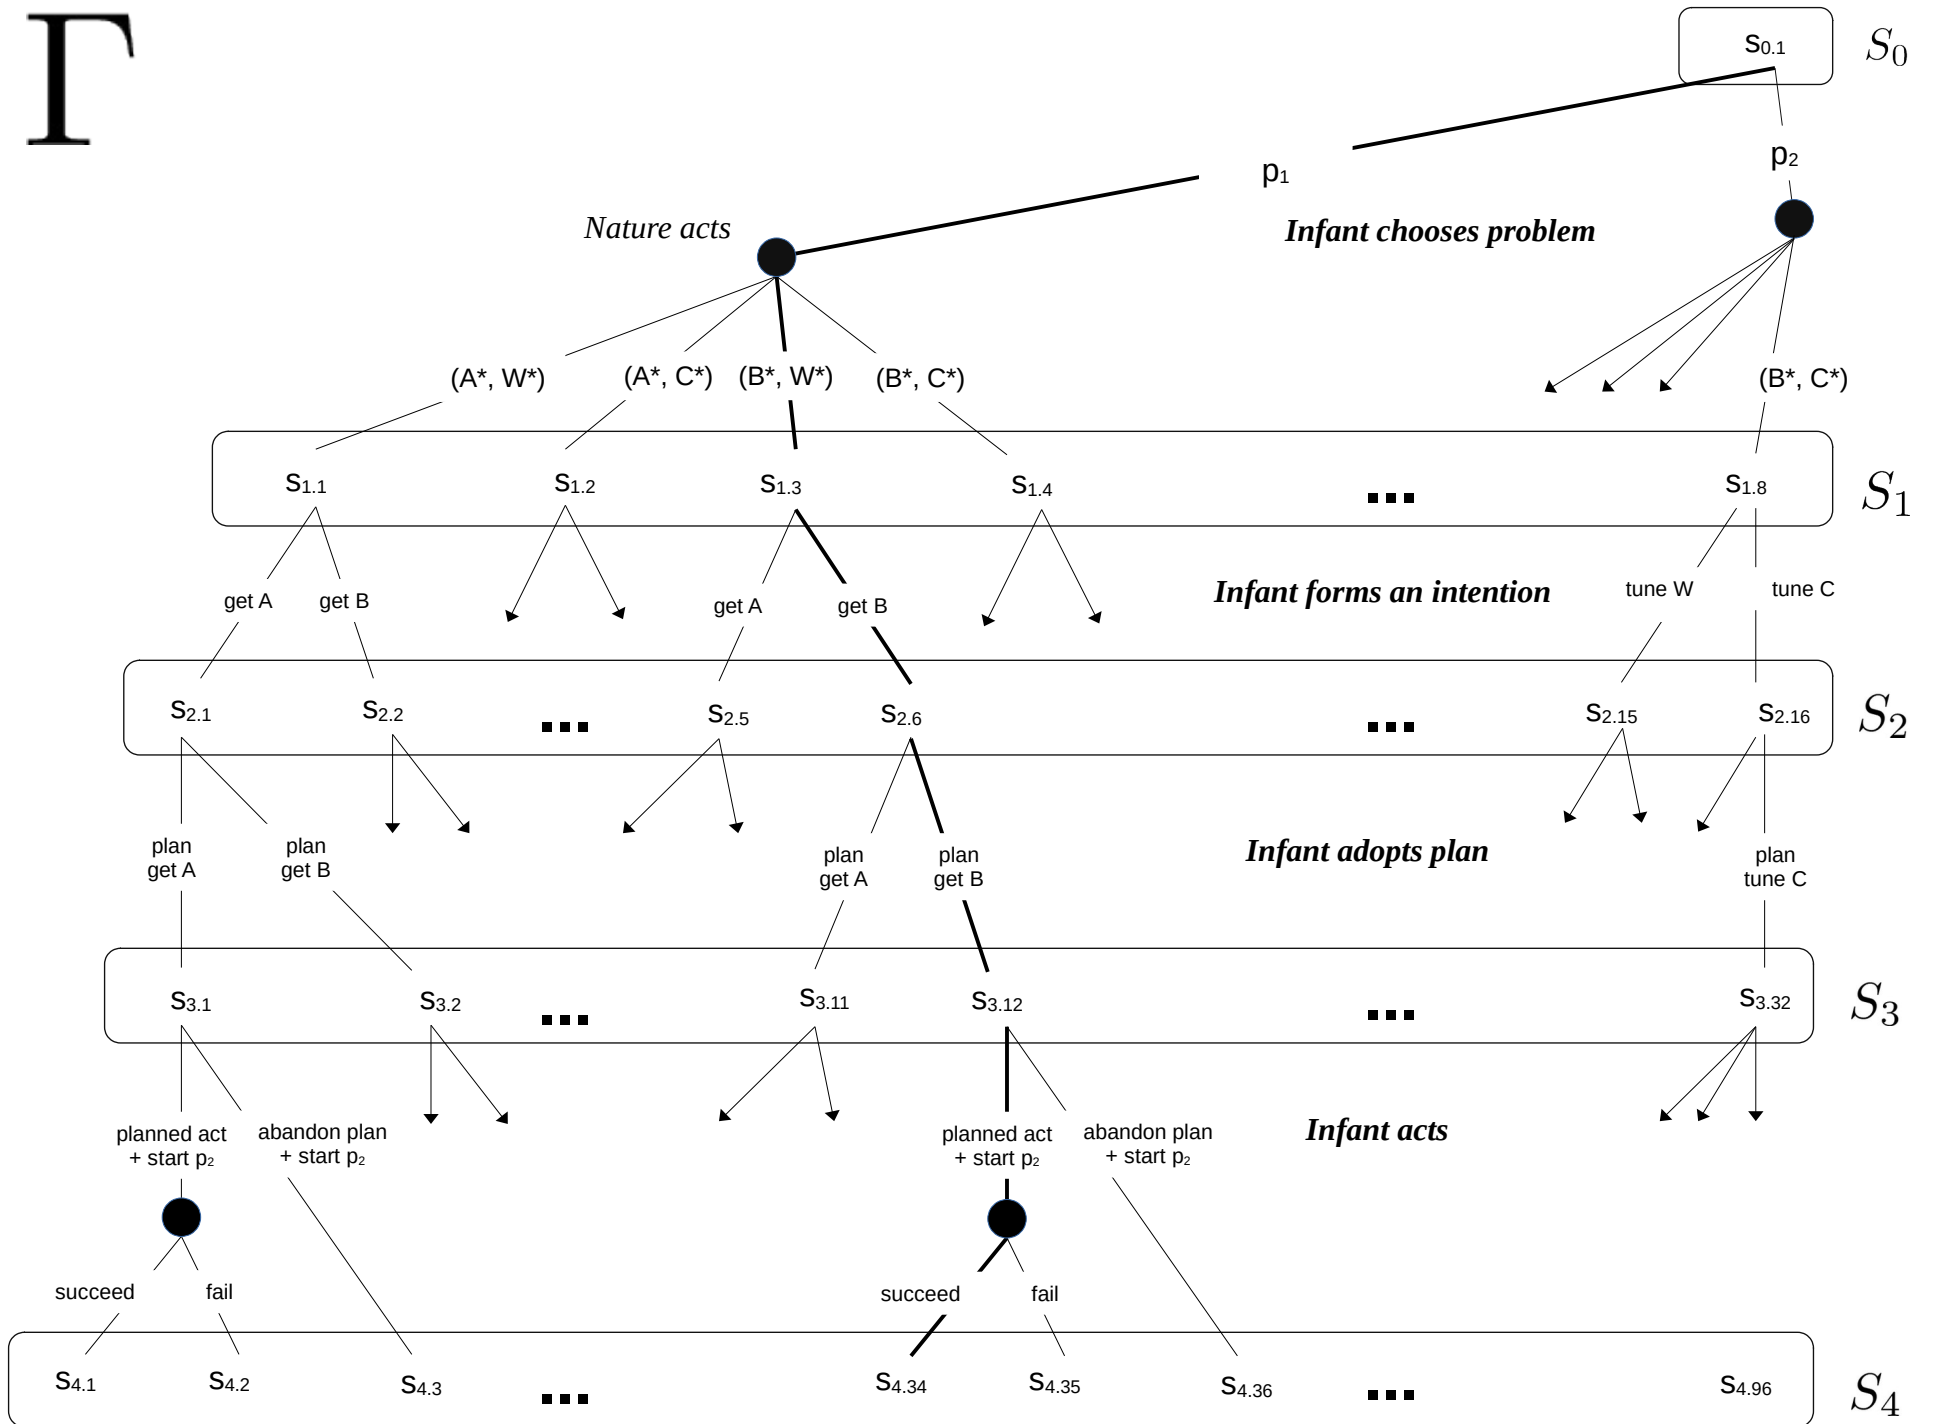 Γ
s0.1 S0
p1 p2
Nature acts Infant chooses problem
(A*, W*) (A*, C*) (B*, W*) (B*, C*) (B*, C*)
s1.1 s1.2 s1.3 s1.4 ... s1.8 S1
get A get B get A get B Infant forms an intention tune W tune C
s2.1 s2.2 ... s2.5 s2.6 ... s2.15 s2.16 S2
plan
get A
plan
get B
plan
get A
plan
get B
Infant adopts plan
plan
tune C
s3.1 s3.2 ... s3.11 s3.12 ... s3.32 S3
planned act
+ start p2
abandon plan
+ start p2
planned act
+ start p2
abandon plan
+ start p2
Infant acts
succeed fail succeed fail
s4.1 s4.2 s4.3 ... s4.34 s4.35 s4.36 ... s4.96 S4